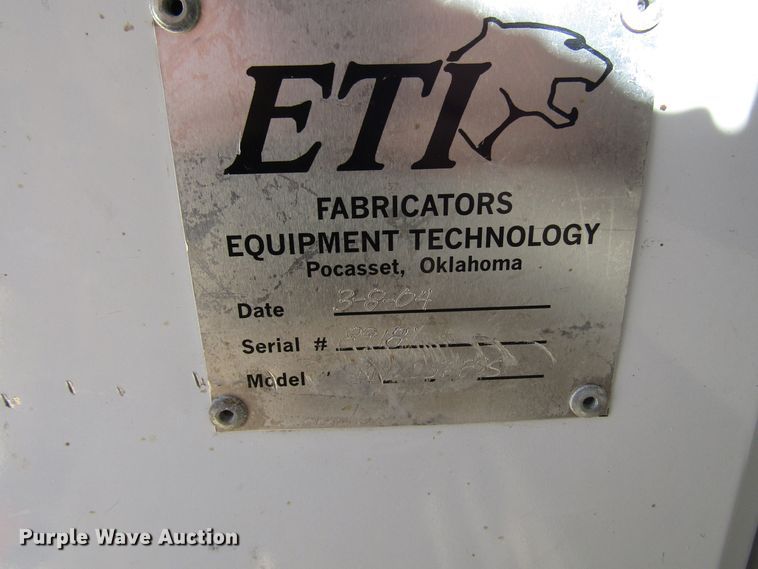 ETI
FABRICATORS
EQUIPMENT TECHNOLOGY
Pocasset, Oklahoma
Date 3-8-04
Serial #
Model
Purple Wave Auction